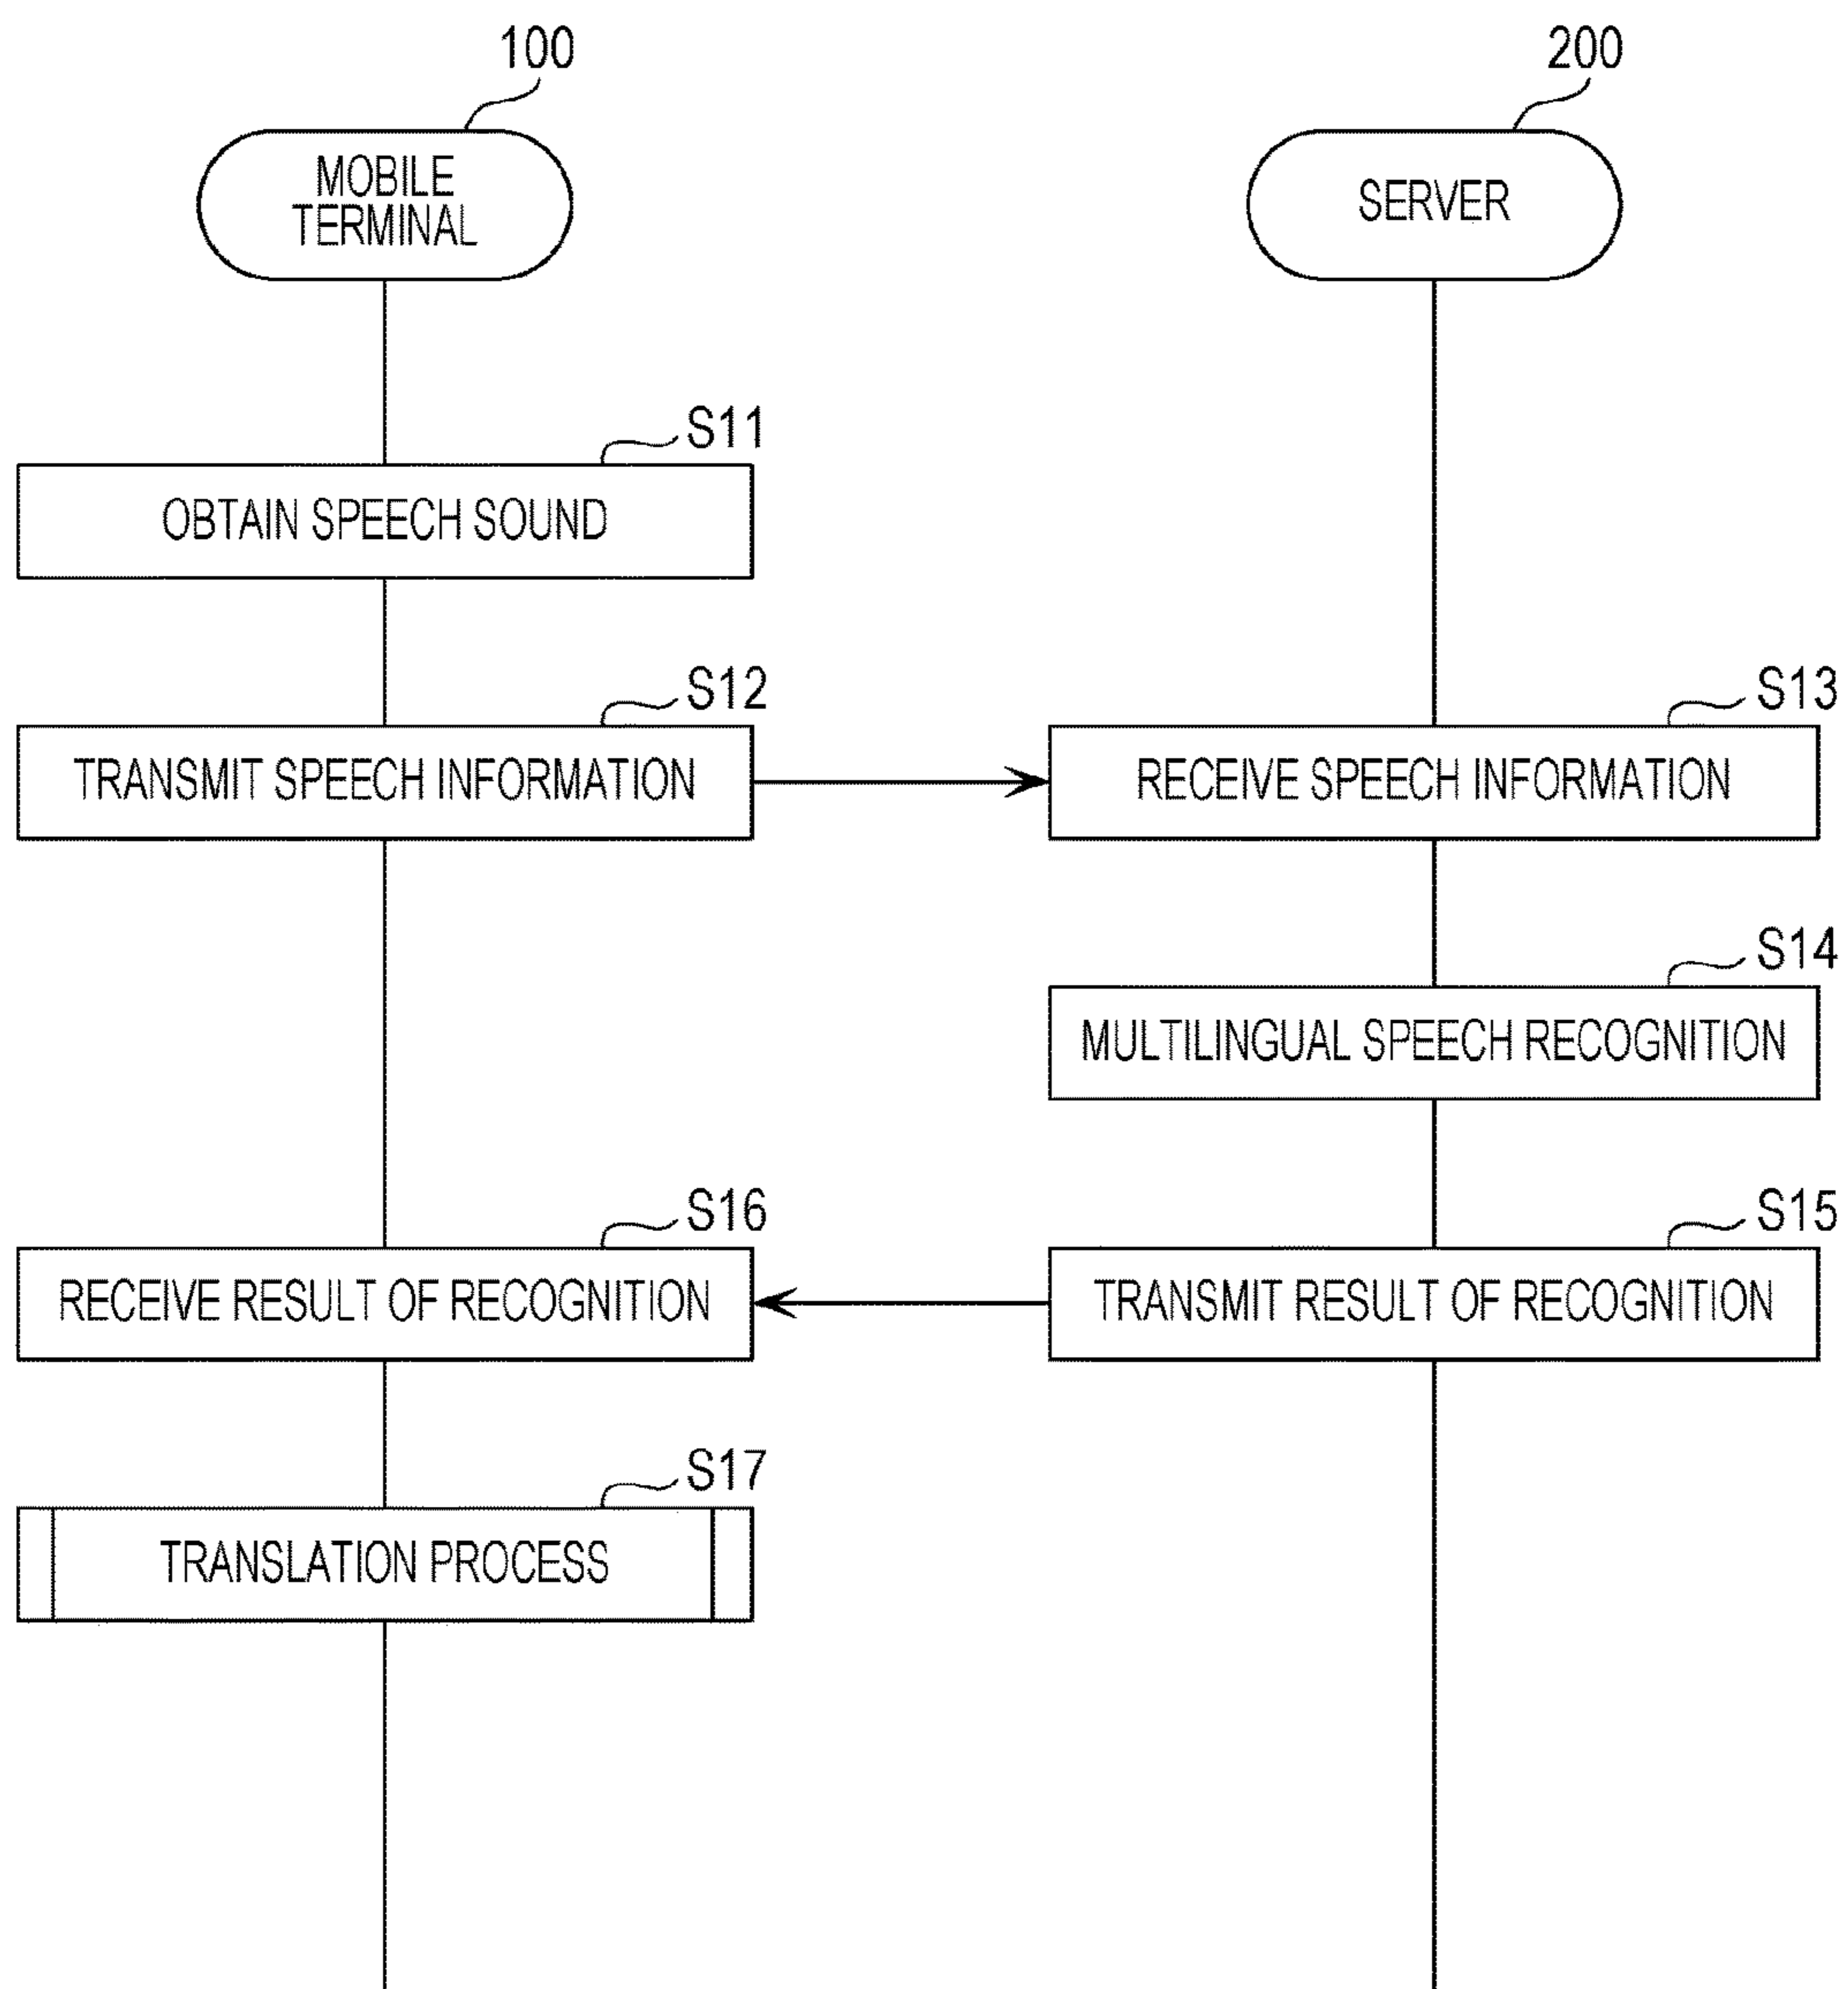 100
200
MOBILE
TERMINAL
SERVER
S11
OBTAIN SPEECH SOUND
S12
S13
TRANSMIT SPEECH INFORMATION
RECEIVE SPEECH INFORMATION
S14
MULTILINGUAL SPEECH RECOGNITION
S16
S15
RECEIVE RESULT OF RECOGNITION
TRANSMIT RESULT OF RECOGNITION
S17
TRANSLATION PROCESS